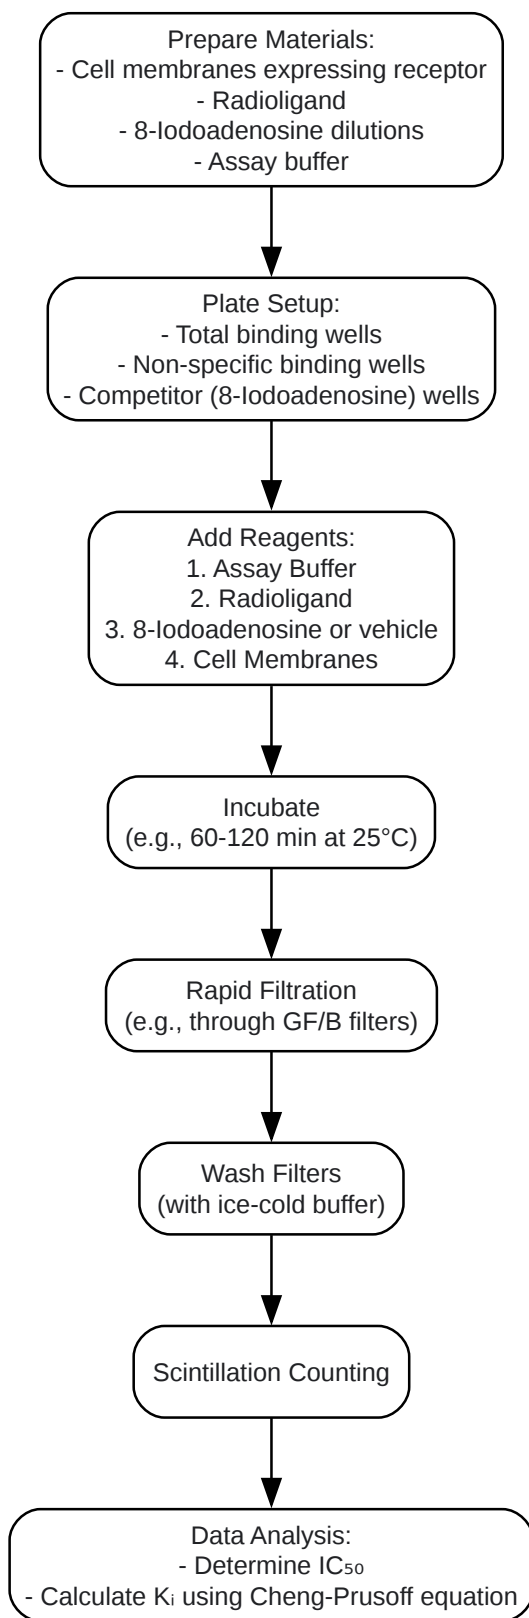 Prepare Materials:
- Cell membranes expressing receptor
- Radioligand
- 8-Iodoadenosine dilutions
- Assay buffer
Plate Setup:
- Total binding wells
- Non-specific binding wells
- Competitor (8-Iodoadenosine) wells
Add Reagents:
1. Assay Buffer
2. Radioligand
3. 8-Iodoadenosine or vehicle
4. Cell Membranes
Incubate
(e.g., 60-120 min at 25°C)
Rapid Filtration
(e.g., through GF/B filters)
Wash Filters
(with ice-cold buffer)
Scintillation Counting
Data Analysis:
- Determine IC₅₀
- Calculate Kᵢ using Cheng-Prusoff equation